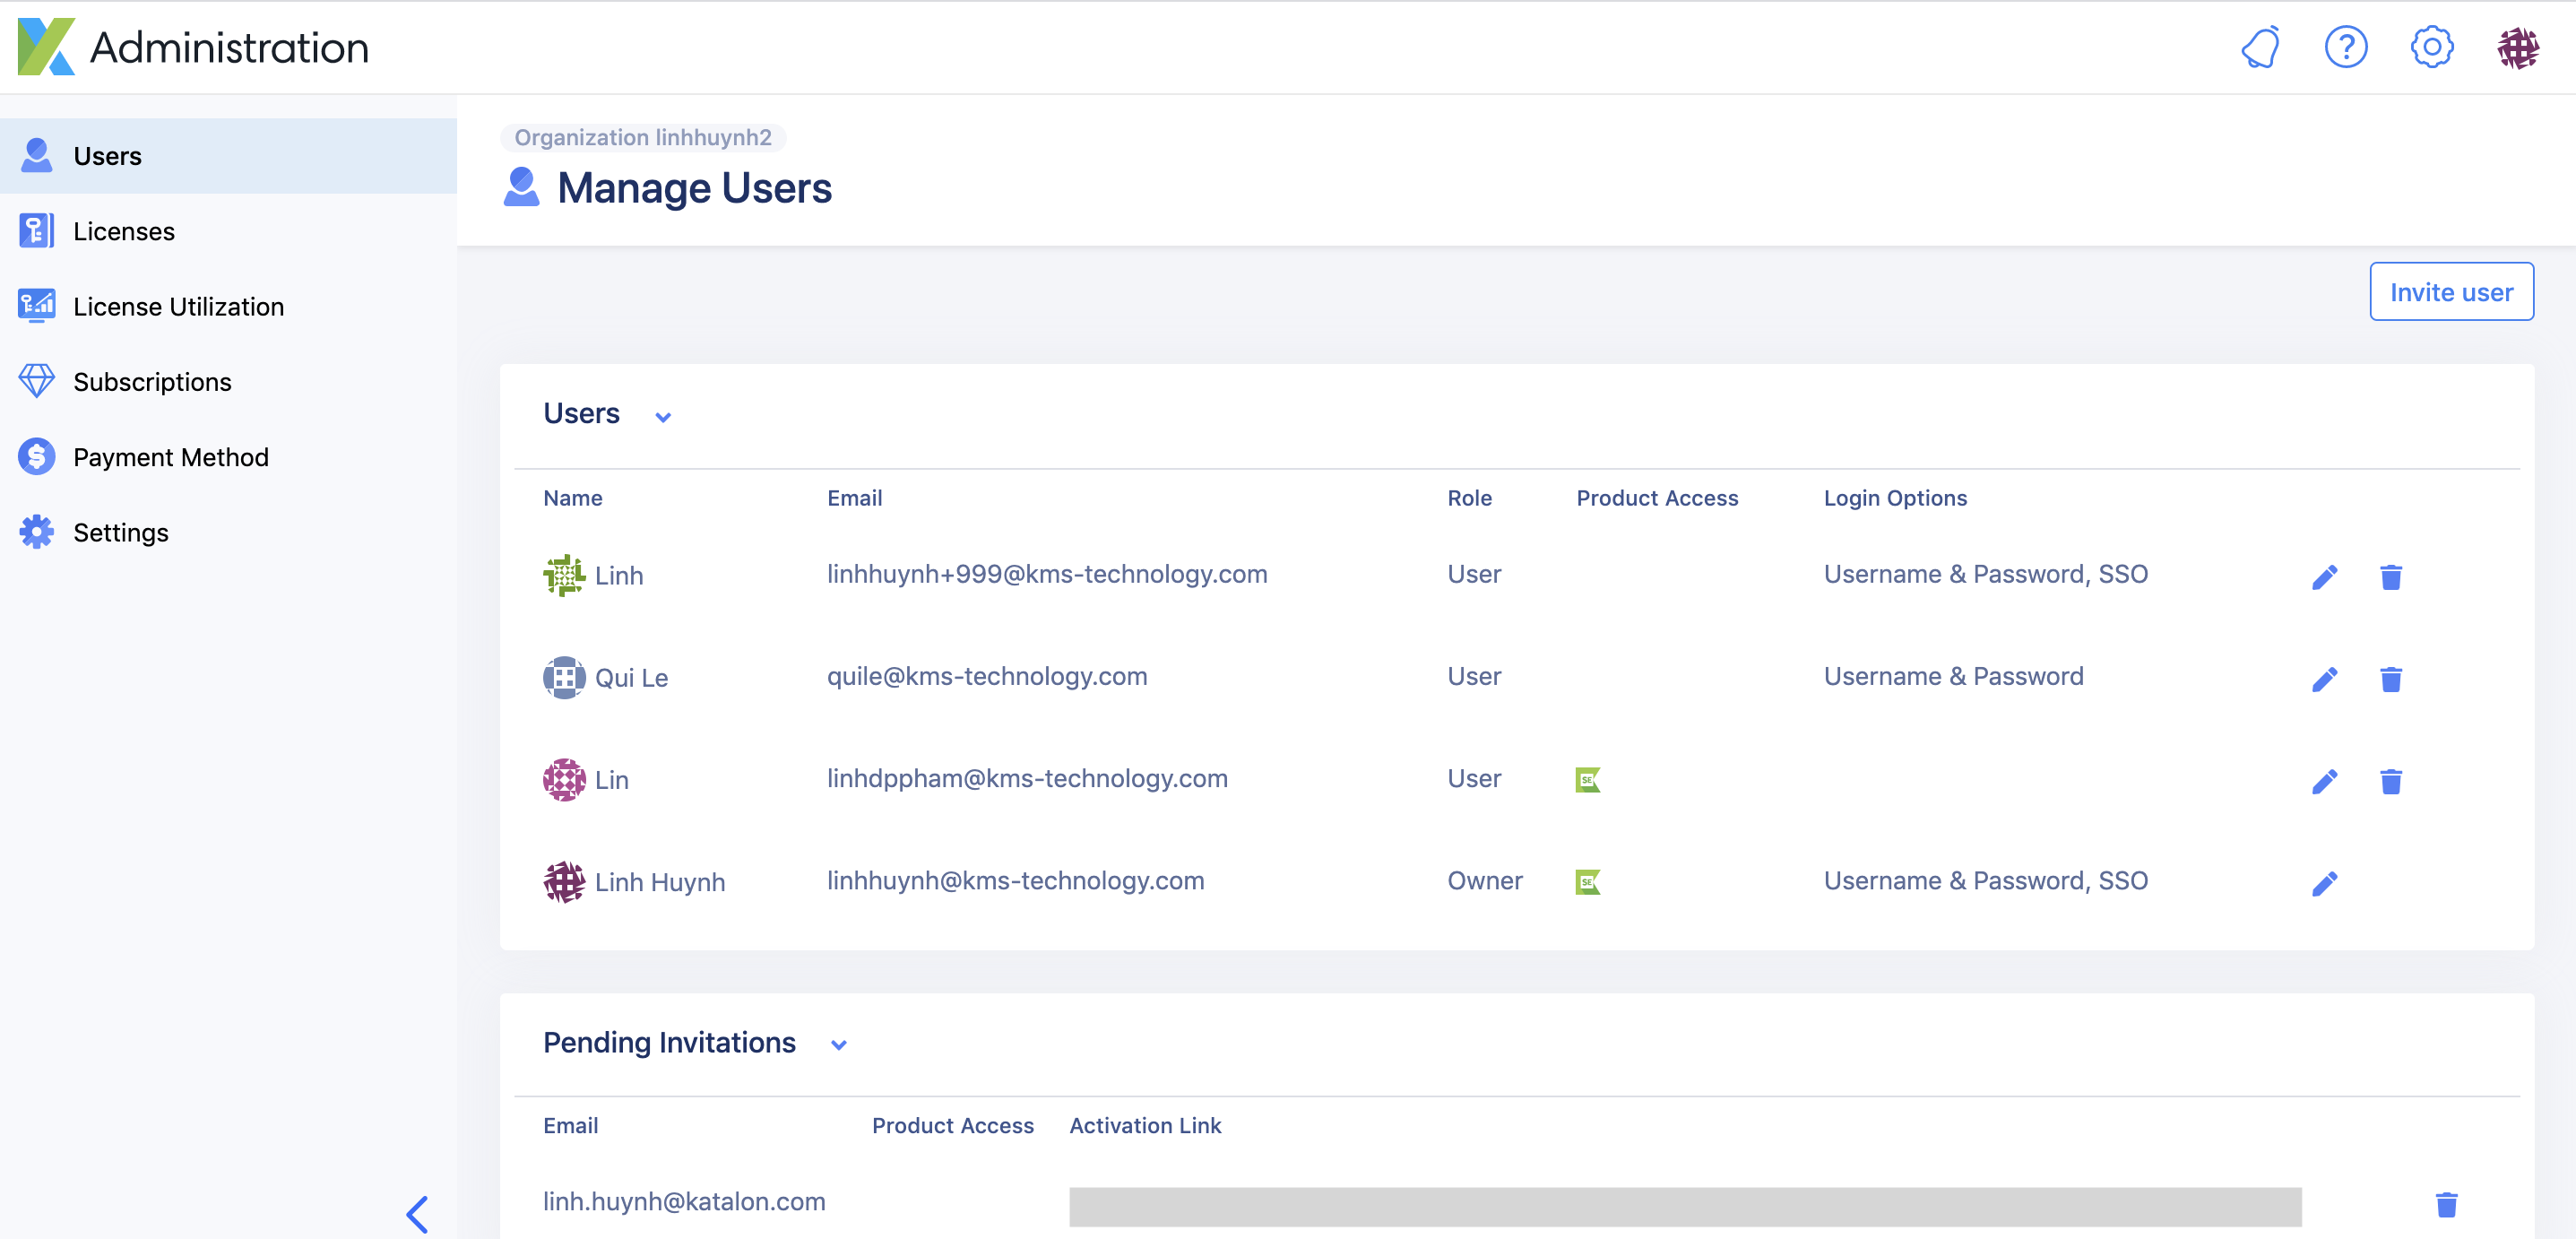 Administration
Users
Licenses
License Utilization
Subscriptions
Payment Method
Settings
Organization linhhuynh2
Manage Users
Invite user
Users
Name Email Role Product Access Login Options
Linh linhhuynh+999@kms-technology.com User Username & Password, SSO
Qui Le quile@kms-technology.com User Username & Password
Lin linhdppham@kms-technology.com User SE
Linh Huynh linhhuynh@kms-technology.com Owner SE Username & Password, SSO
Pending Invitations
Email Product Access Activation Link
linh.huynh@katalon.com